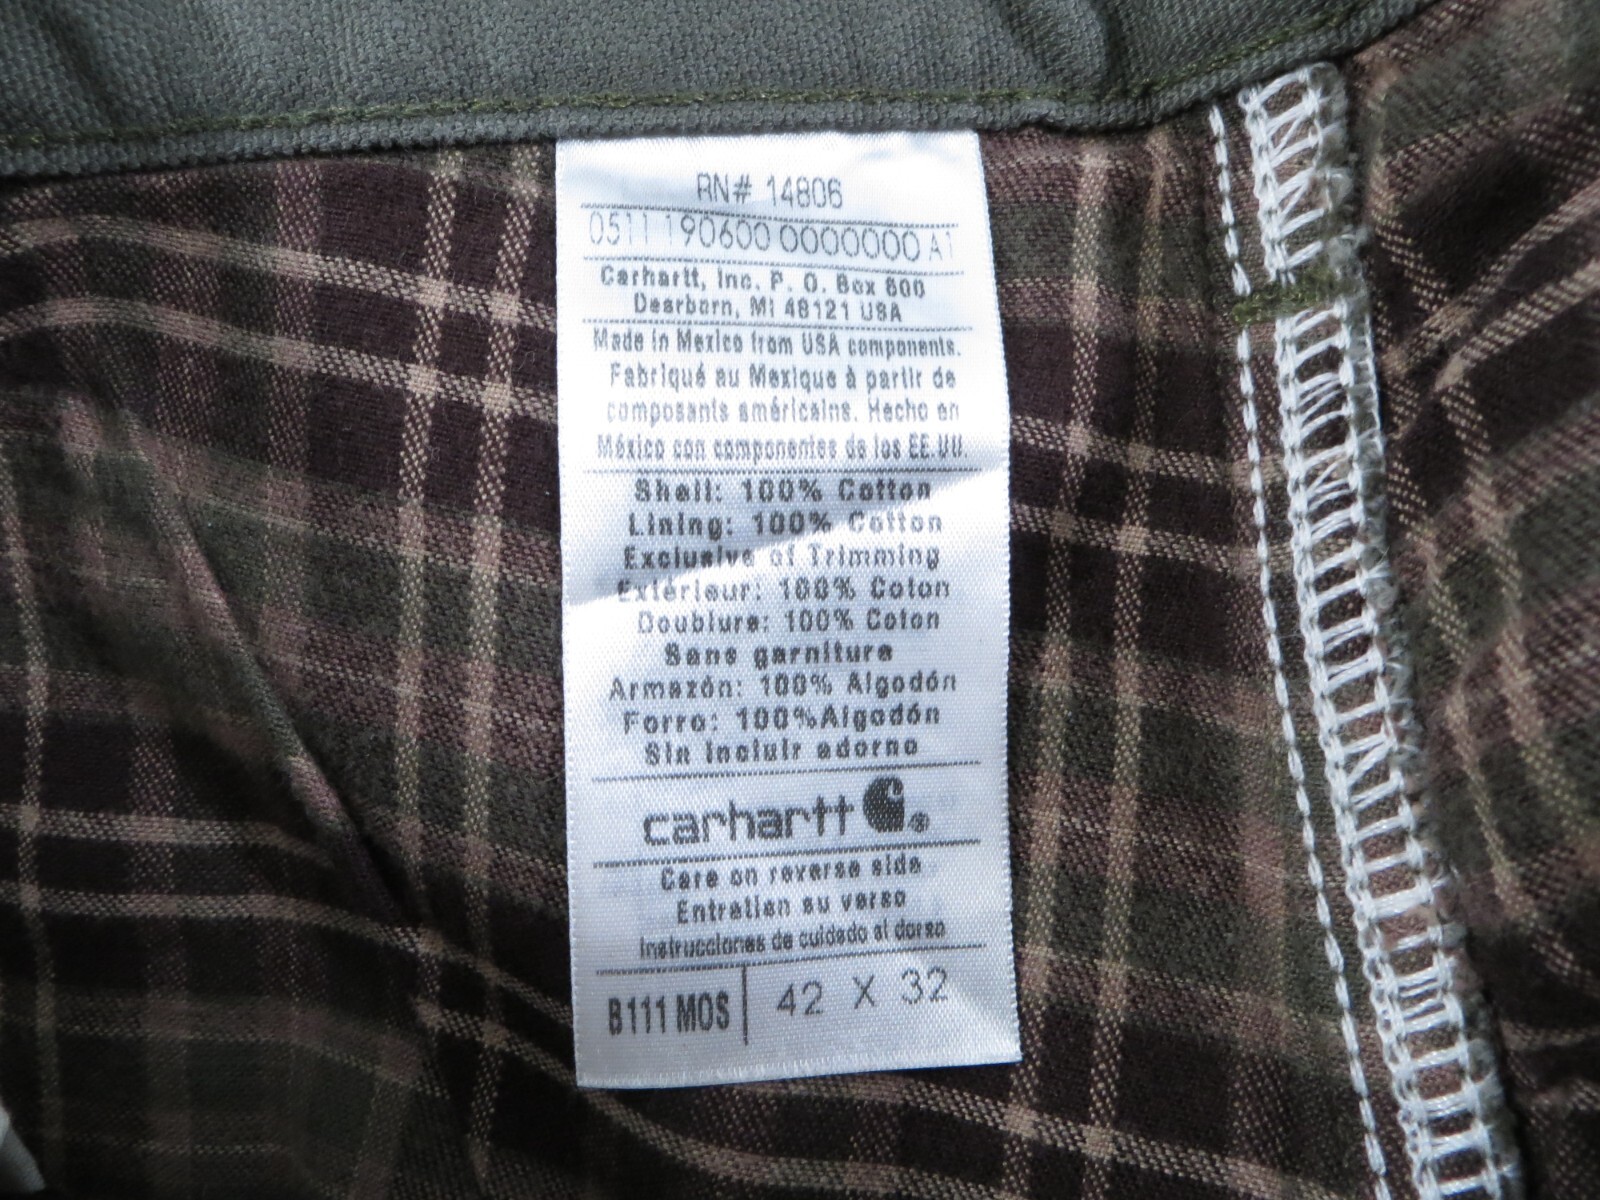 RN# 14806
0511 190600 0000000 A1
Carhartt, Inc. P. O. Box 600
Dearborn, MI 48121 USA
Made in Mexico from USA components.
Fabriqué au Mexique à partir de
composants américains. Hecho en
México con componentes de los EE.UU.
Shell: 100% Cotton
Lining: 100% Cotton
Exclusive of Trimming
Extérieur: 100% Coton
Doublure: 100% Coton
Sans garniture
Armazón: 100% Algodón
Forro: 100%Algodón
Sin incluir adorno
carhartt ®
Care on reverse side
Entretien au verso
Instrucciones de cuidado al dorso
B111 MOS 42 X 32